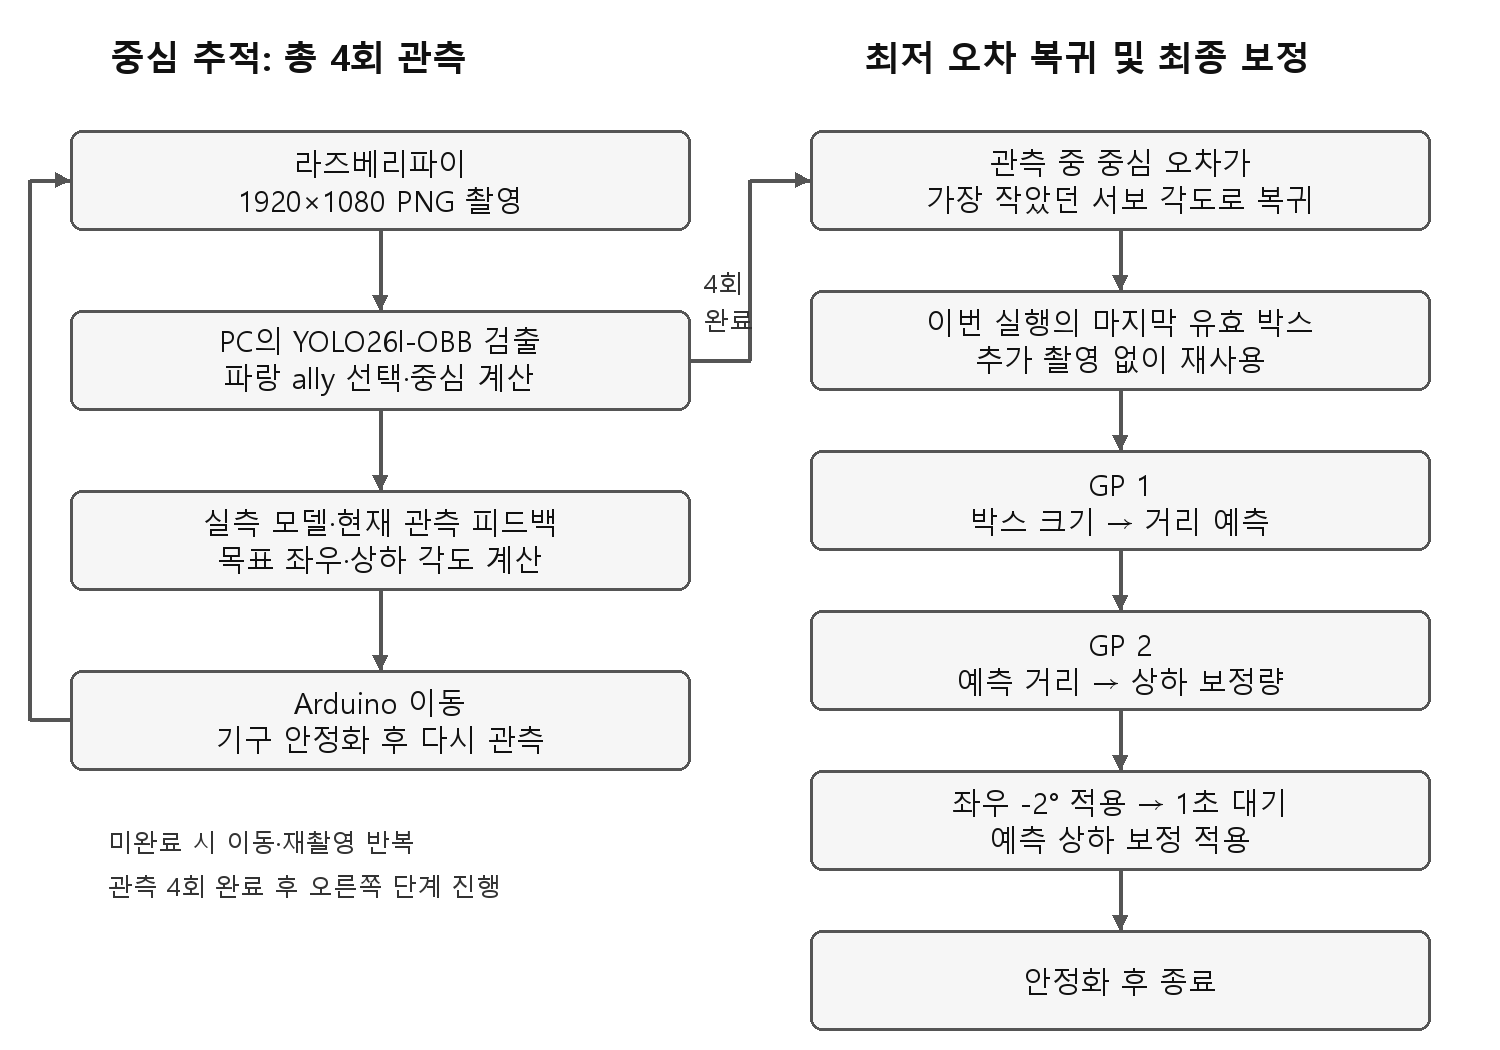 중심 추적: 총 4회 관측
라즈베리파이
1920×1080 PNG 촬영
PC의 YOLO26l-OBB 검출
파랑 ally 선택·중심 계산
실측 모델·현재 관측 피드백
목표 좌우·상하 각도 계산
Arduino 이동
기구 안정화 후 다시 관측
미완료 시 이동·재촬영 반복
관측 4회 완료 후 오른쪽 단계 진행
4회
완료
최저 오차 복귀 및 최종 보정
관측 중 중심 오차가
가장 작았던 서보 각도로 복귀
이번 실행의 마지막 유효 박스
추가 촬영 없이 재사용
GP 1
박스 크기 → 거리 예측
GP 2
예측 거리 → 상하 보정량
좌우 -2° 적용 → 1초 대기
예측 상하 보정 적용
안정화 후 종료